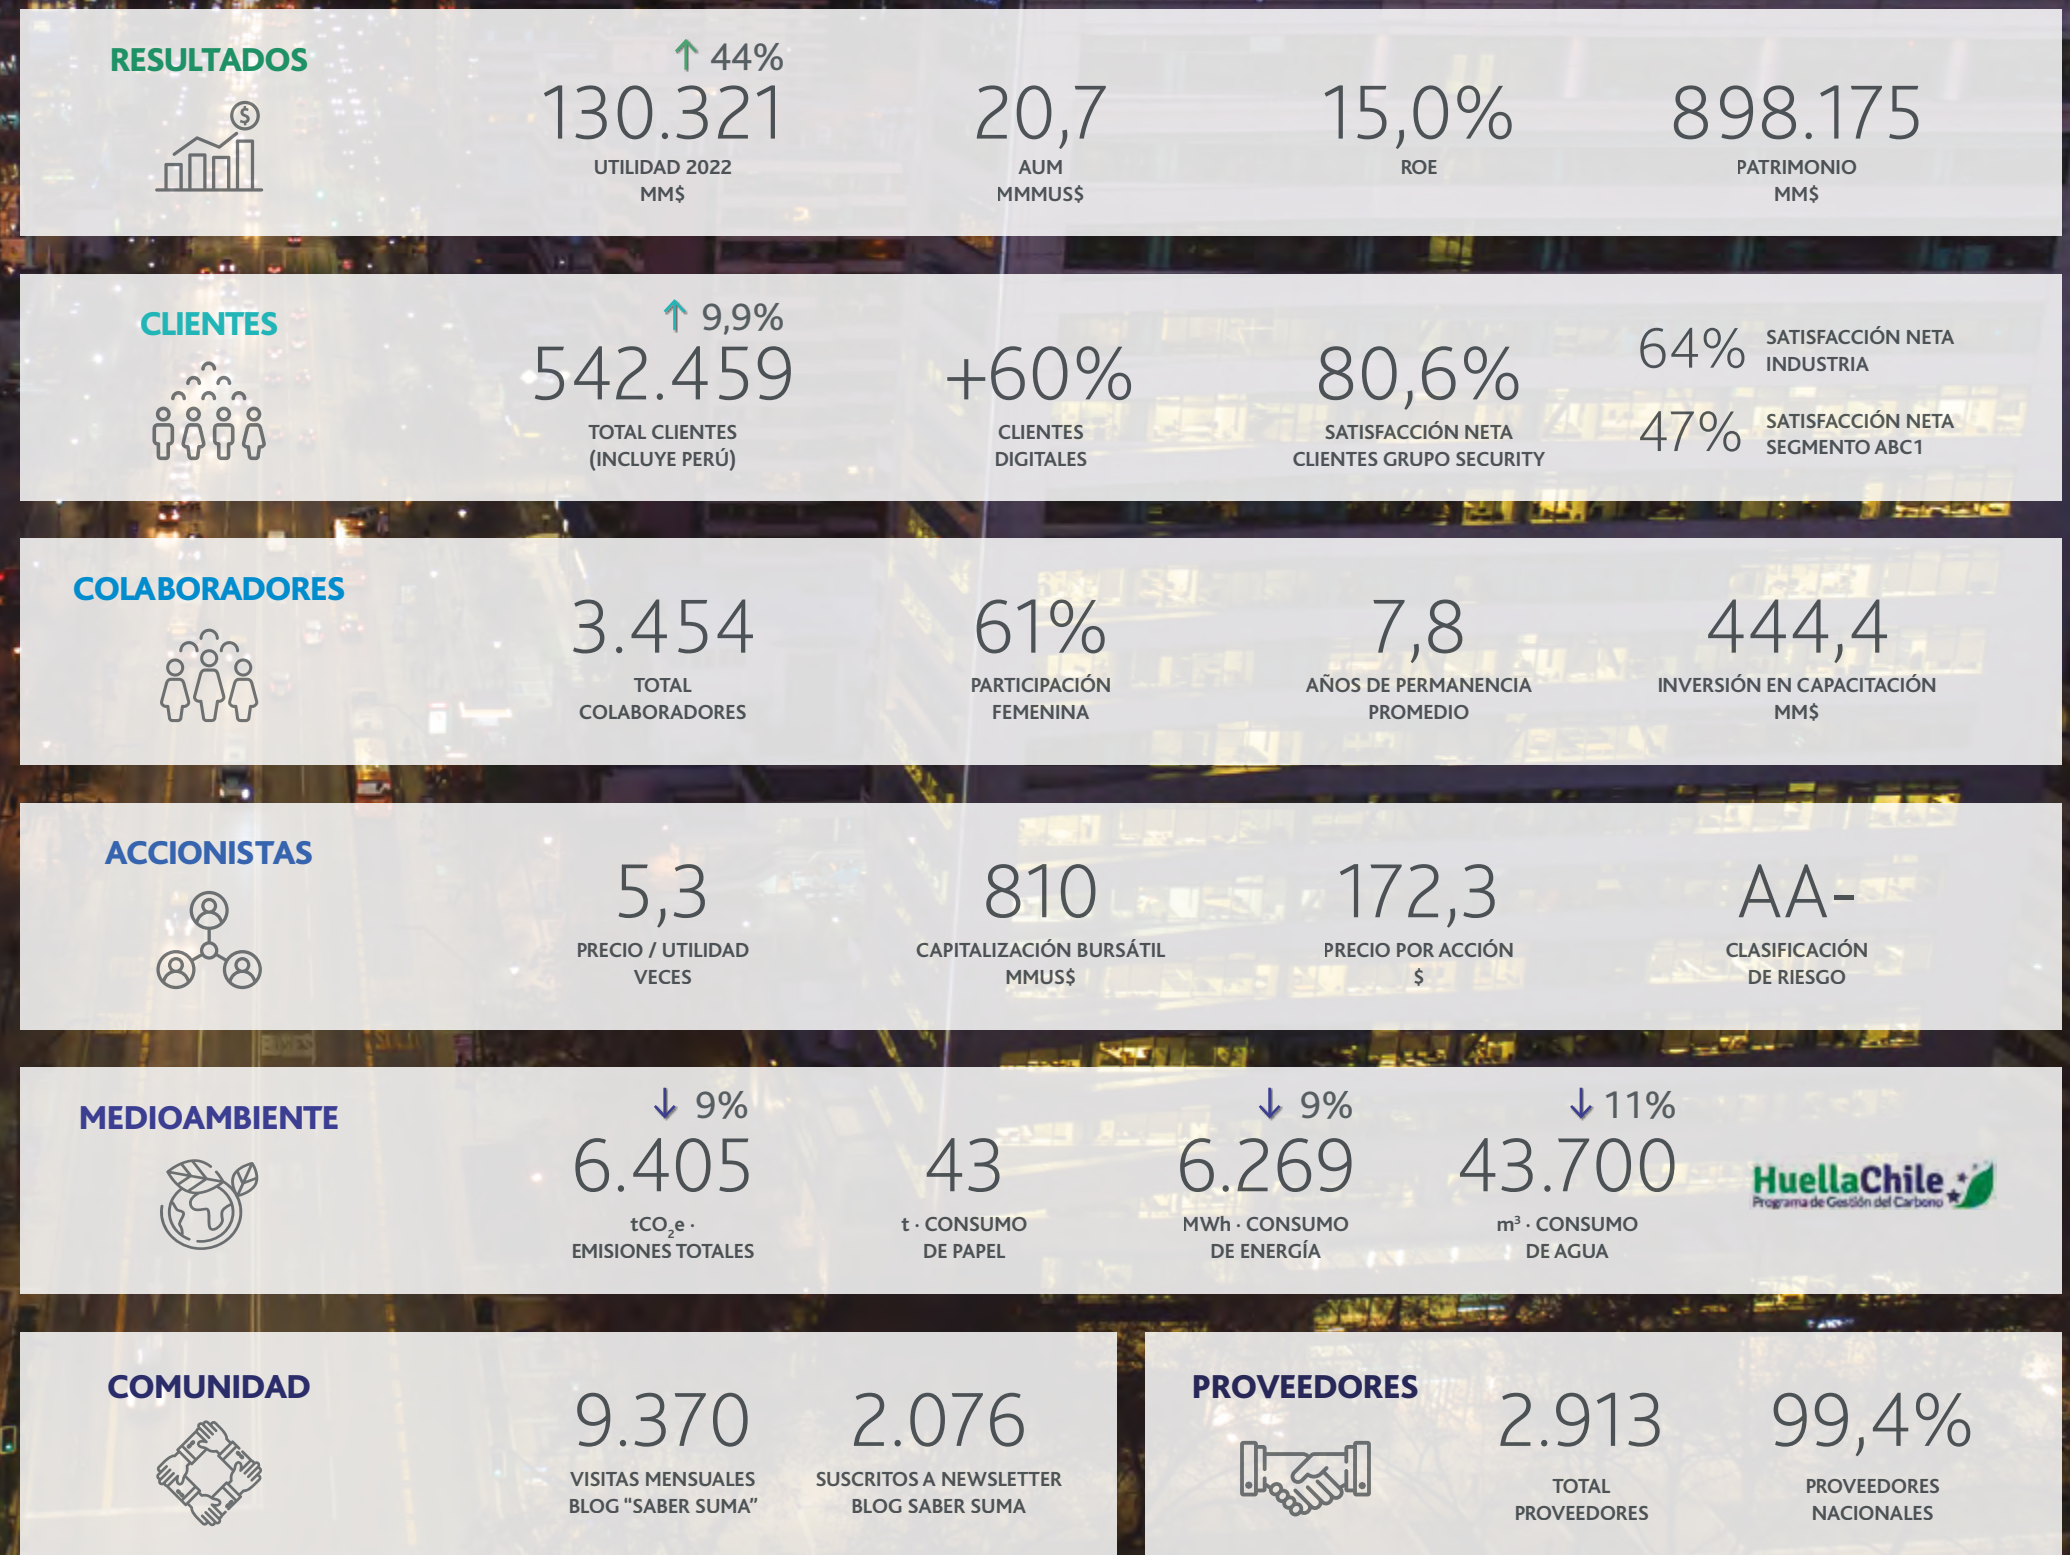 RESULTADOS
$
↑ 44%
130.321
UTILIDAD 2022
MM$
20,7
AUM
MMMUS$
15,0%
ROE
898.175
PATRIMONIO
MM$
CLIENTES
↑ 9,9%
542.459
TOTAL CLIENTES
(INCLUYE PERÚ)
+60%
CLIENTES
DIGITALES
80,6%
SATISFACCIÓN NETA
CLIENTES GRUPO SECURITY
64%
SATISFACCIÓN NETA
INDUSTRIA
47%
SATISFACCIÓN NETA
SEGMENTO ABC1
COLABORADORES
3.454
TOTAL
COLABORADORES
61%
PARTICIPACIÓN
FEMENINA
7,8
AÑOS DE PERMANENCIA
PROMEDIO
444,4
INVERSIÓN EN CAPACITACIÓN
MM$
ACCIONISTAS
5,3
PRECIO / UTILIDAD
VECES
810
CAPITALIZACIÓN BURSÁTIL
MMUS$
172,3
PRECIO POR ACCIÓN
$
AA-
CLASIFICACIÓN
DE RIESGO
MEDIOAMBIENTE
↓ 9%
6.405
tCO₂e ·
EMISIONES TOTALES
43
t · CONSUMO
DE PAPEL
↓ 9%
6.269
MWh · CONSUMO
DE ENERGÍA
↓ 11%
43.700
m³ · CONSUMO
DE AGUA
HuellaChile
Programa de Gestión del Carbono
COMUNIDAD
9.370
VISITAS MENSUALES
BLOG "SABER SUMA”
2.076
SUSCRITOS A NEWSLETTER
BLOG SABER SUMA
PROVEEDORES
2.913
TOTAL
PROVEEDORES
99,4%
PROVEEDORES
NACIONALES